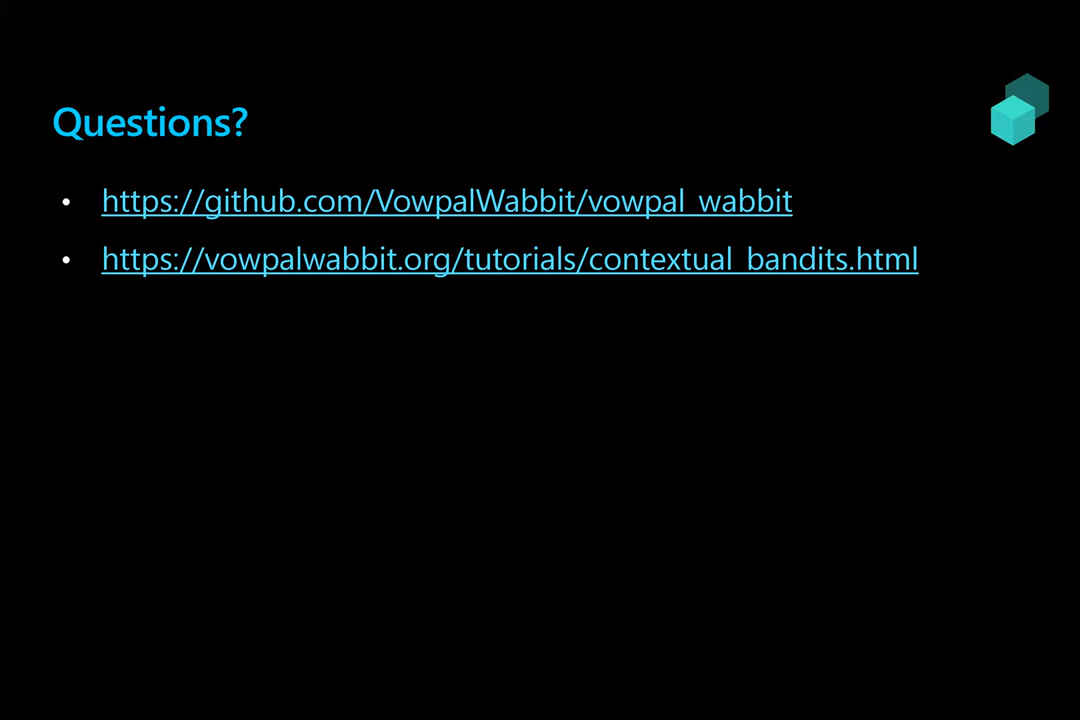 Questions?
• https://github.com/VowpalWabbit/vowpal_wabbit
• https://vowpalwabbit.org/tutorials/contextual_bandits.html